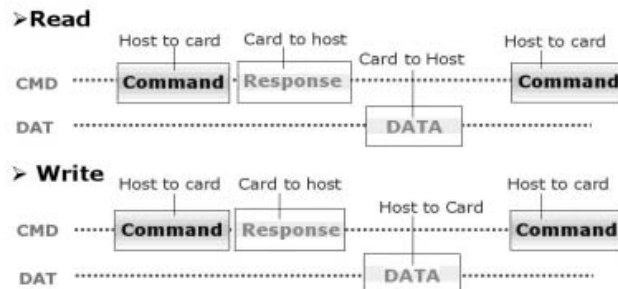 ➢Read
Host to card Card to host Card to Host Host to card
CMD Command Response Command
DAT DATA
➢ Write
Host to card Card to host Host to Card Host to card
CMD Command Response Command
DAT DATA